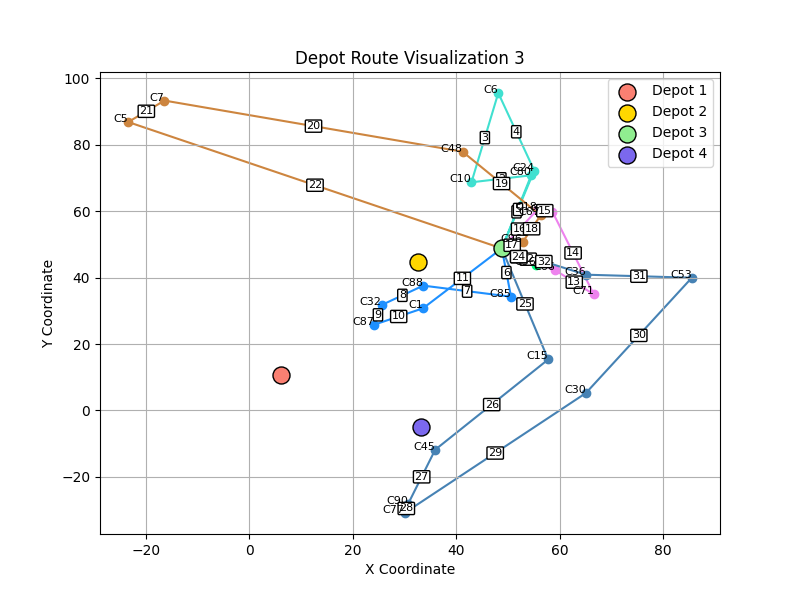 Depot Route Visualization 3
Depot 1
Depot 2
Depot 3
Depot 4
Y Coordinate
100
80
60
40
20
0
−20
−20
0
20
40
60
80
X Coordinate
C6
C7
21
C5
20
4
3
C48
C24
C80
C10
19
22
15
14
18
17
24
32
C36
31
C53
6
11
13
C71
C88
7
C85
8
C32
C1
9
10
C87
25
30
C15
C30
26
C45
29
27
C90
28